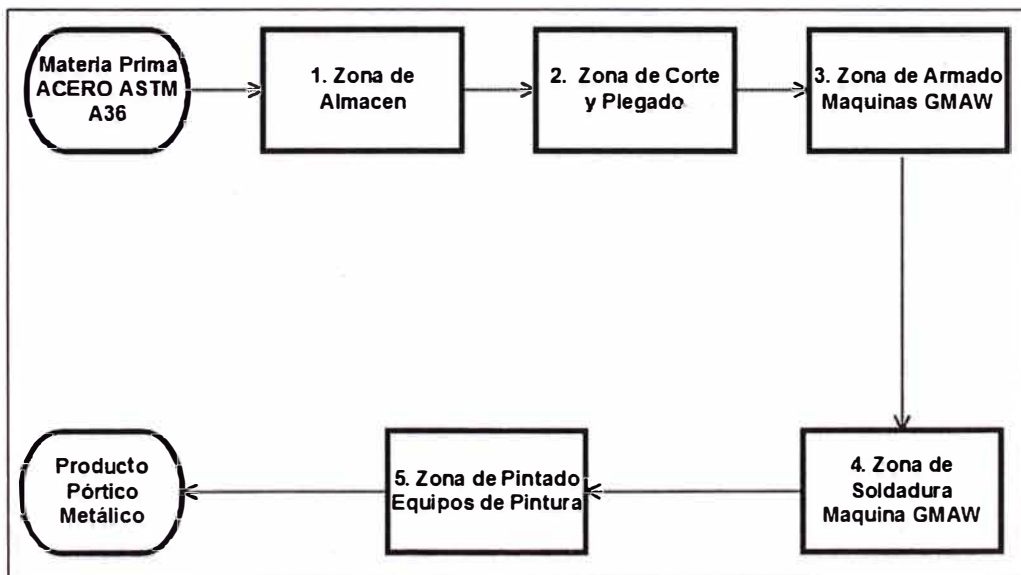 Materia Prima
ACERO ASTM
A36
1. Zona de
Almacen
2. Zona de Corte
y Plegado
3. Zona de Armado
Maquinas GMAW
4. Zona de
Soldadura
Maquina GMAW
5. Zona de Pintado
Equipos de Pintura
Producto
Pórtico
Metálico